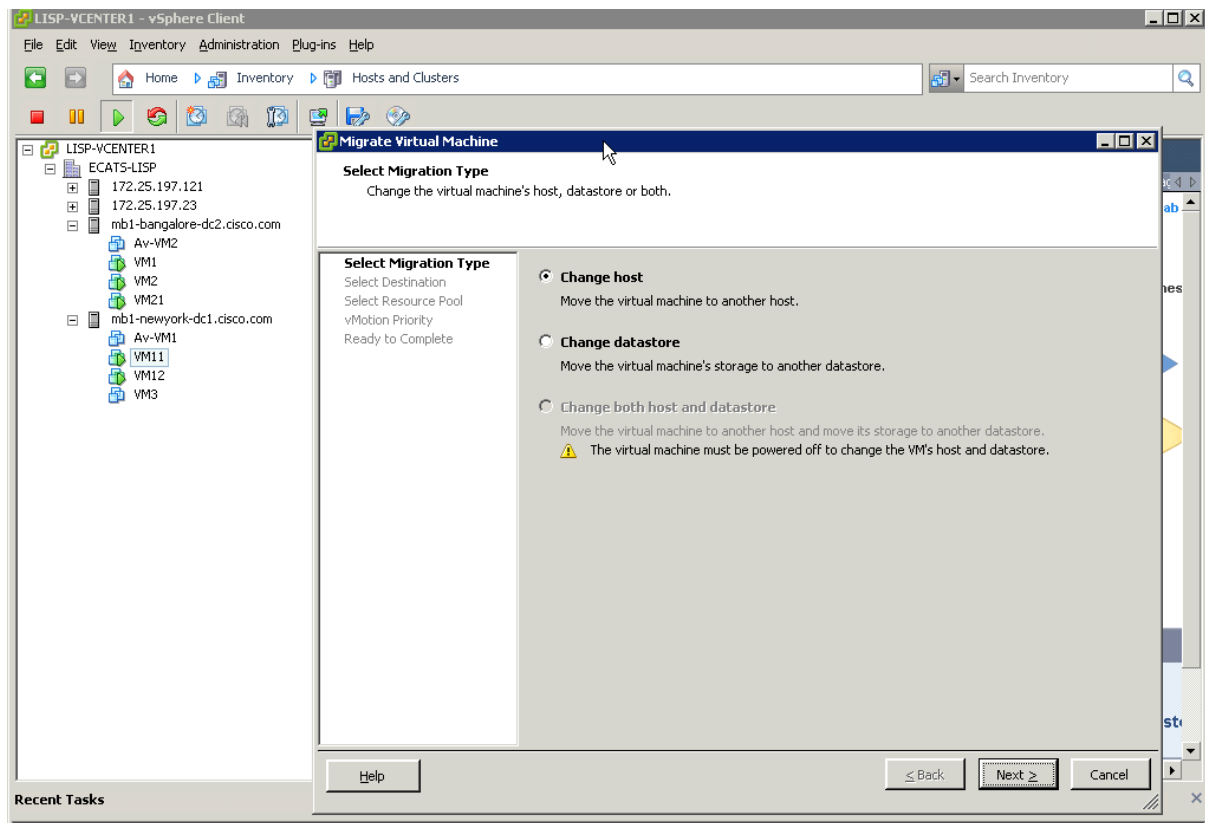 LISP-VCENTER1 - vSphere Client
File Edit View Inventory Administration Plug-ins Help
Home Inventory Hosts and Clusters
Search Inventory
LISP-VCENTER1
ECATS-LISP
172.25.197.121
172.25.197.23
mb1-bangalore-dc2.cisco.com
Av-VM2
VM1
VM2
VM21
mb1-newyork-dc1.cisco.com
Av-VM1
VM11
VM12
VM3
Migrate Virtual Machine
Select Migration Type
Change the virtual machine's host, datastore or both.
Select Migration Type
Select Destination
Select Resource Pool
vMotion Priority
Ready to Complete
Change host
Move the virtual machine to another host.
Change datastore
Move the virtual machine's storage to another datastore.
Change both host and datastore
Move the virtual machine to another host and move its storage to another datastore.
The virtual machine must be powered off to change the VM's host and datastore.
Help
≤ Back
Next ≥
Cancel
ab
Recent Tasks